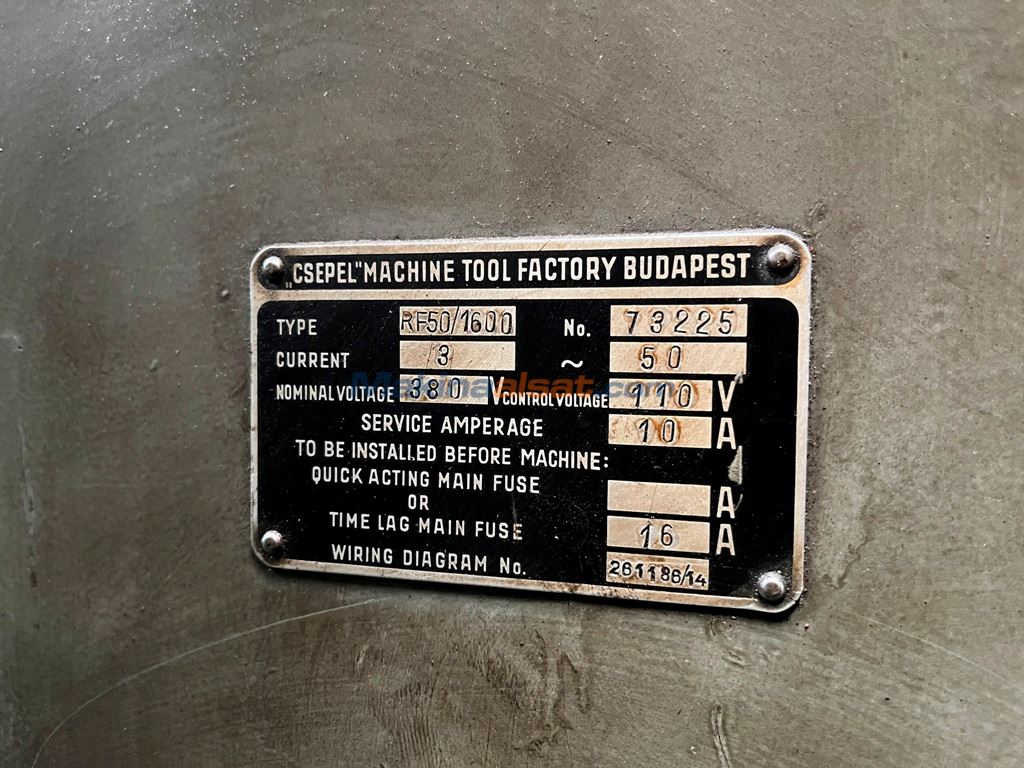 „CSEPEL" MACHINE TOOL FACTORY BUDAPEST
TYPE RF50/1600 No. 73225
CURRENT 3 ~ 50
NOMINAL VOLTAGE 380 V CONTROL VOLTAGE 110 V
SERVICE AMPERAGE 10 A
TO BE INSTALLED BEFORE MACHINE:
QUICK ACTING MAIN FUSE A
OR
TIME LAG MAIN FUSE 16 A
WIRING DIAGRAM No. 261186/14
Makinaalsat.com